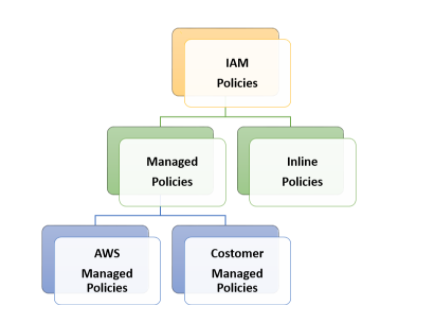 IAM
Policies
Managed
Policies
Inline
Policies
AWS
Managed
Policies
Costomer
Managed
Policies